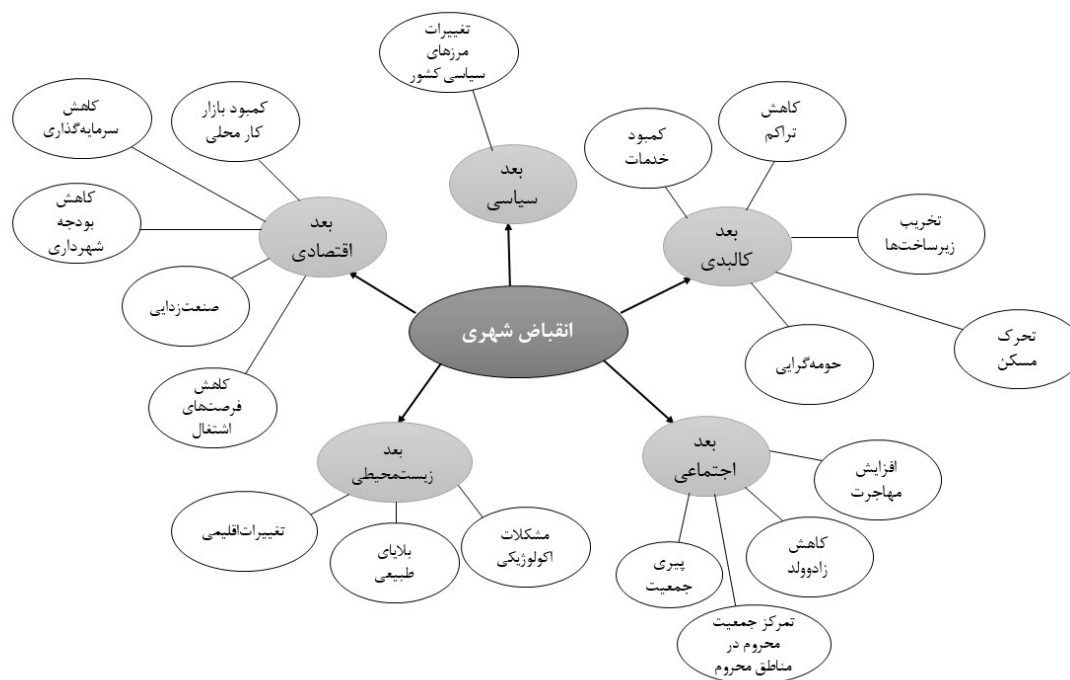 تغییرات
مرزهای
سیاسی کشور
کاهش
سرمایه‌گذاری
کمبود بازار
کار محلی
کمبود
خدمات
کاهش
تراکم
بعد
سیاسی
کاهش
بودجه
شهرداری
بعد
اقتصادی
بعد
کالبدی
تخریب
زیرساخت‌ها
صنعت‌زدایی
انقباض شهری
حومه‌گرایی
تحرک
مسکن
کاهش
فرصت‌های
اشتغال
بعد
زیست‌محیطی
بعد
اجتماعی
افزایش
مهاجرت
تغییرات‌اقلیمی
بلایای
طبیعی
مشکلات
اکولوژیکی
پیری
جمعیت
کاهش
زادوولد
تمرکز جمعیت
محروم در
مناطق محروم